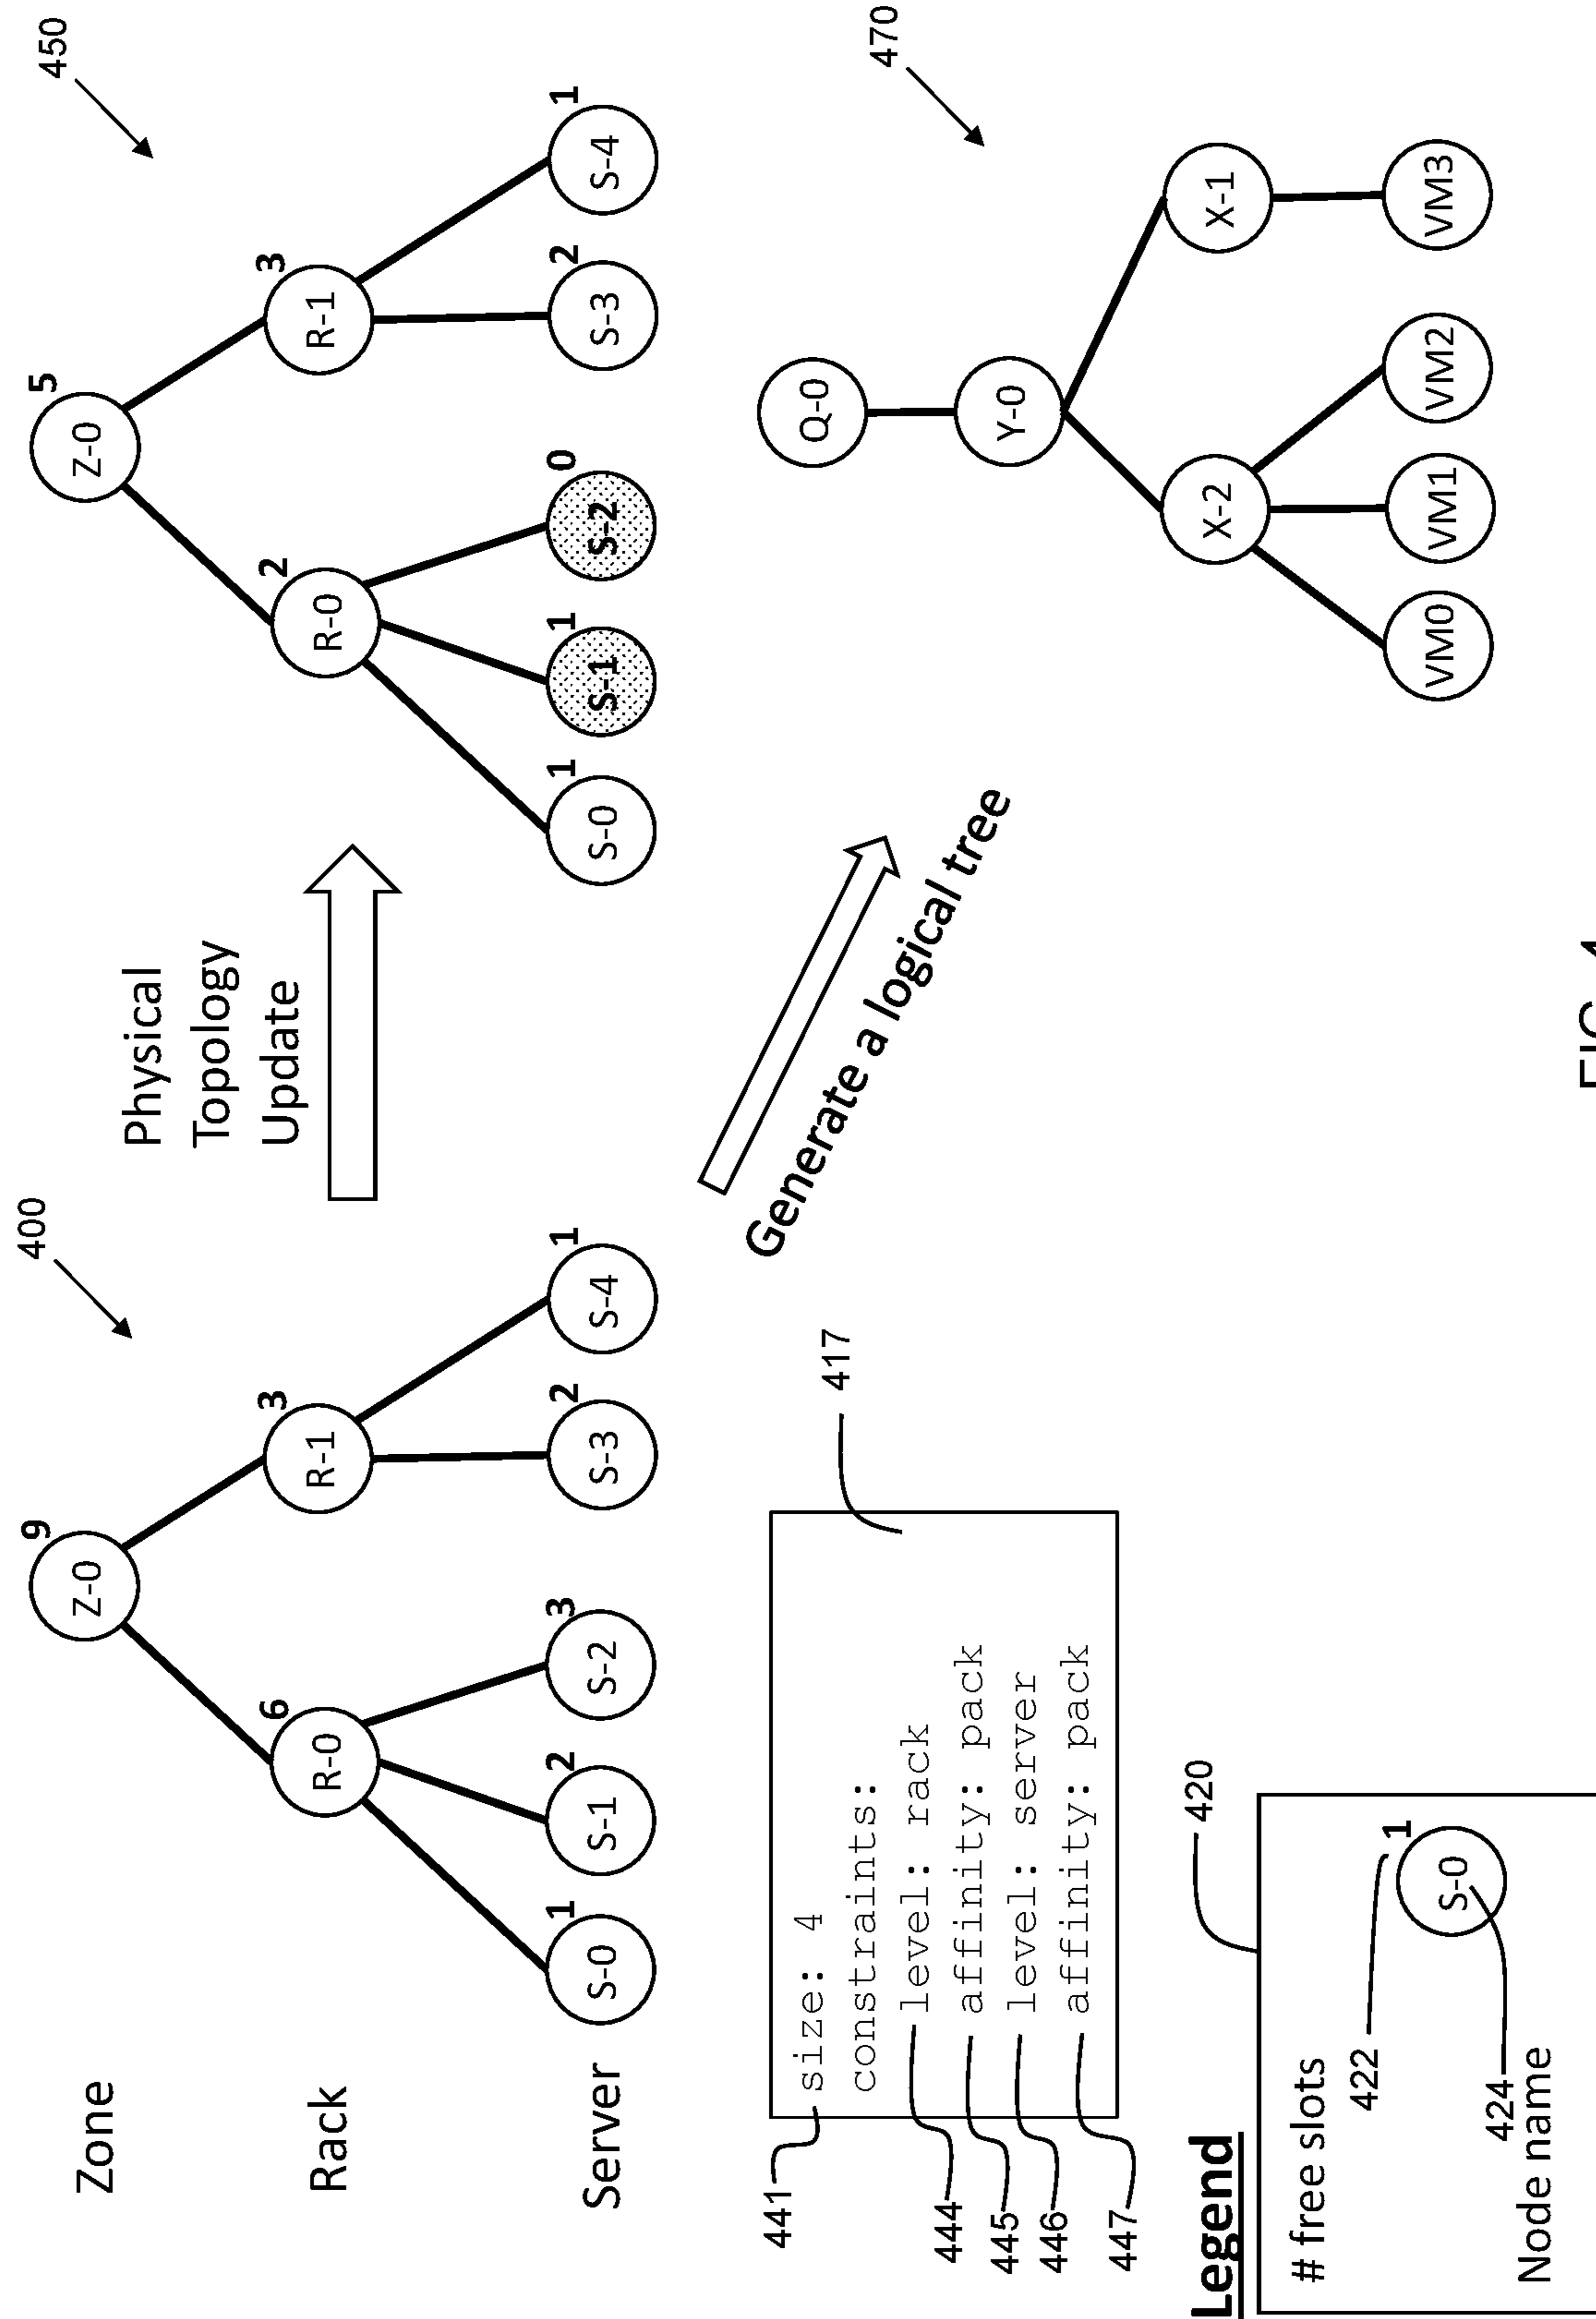 400
450
Zone
Z-0
9
Physical
Topology
Update
Z-0
5
Rack
R-0
6
R-1
3
R-0
2
R-1
3
Server
S-0
1
S-1
2
S-2
3
S-3
2
S-4
1
S-0
1
S-1
1
S-2
0
S-3
2
S-4
1
417
441
size: 4
constraints:
444
level: rack
445
affinity: pack
446
level: server
447
affinity: pack
Generate a logical tree
470
Q-0
Y-0
X-2
X-1
VM0
VM1
VM2
VM3
Legend
420
# free slots
422
1
S-0
424
Node name